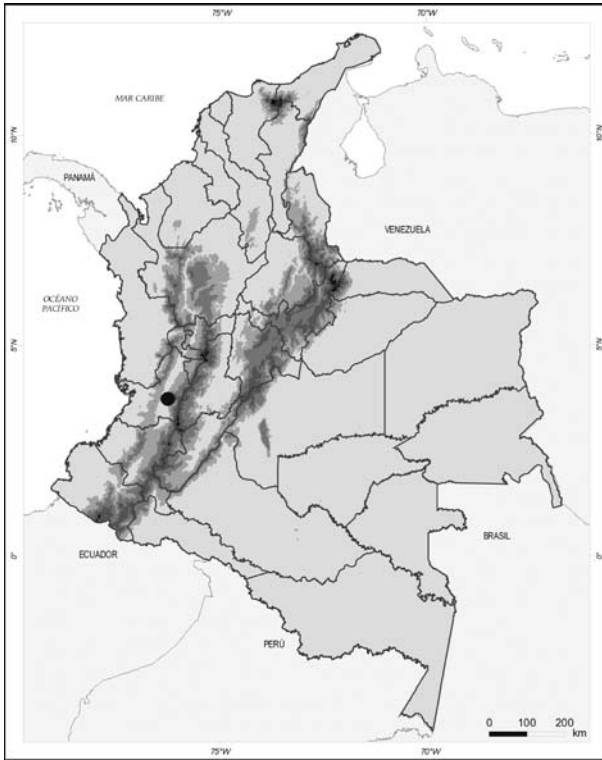 75°W
70°W
MAR CARIBE
10°N
10°N
PANAMÁ
VENEZUELA
OCÉANO
PACÍFICO
5°N
5°N
ECUADOR
BRASIL
0°
0°
PERÚ
0 100 200
km
75°W
70°W